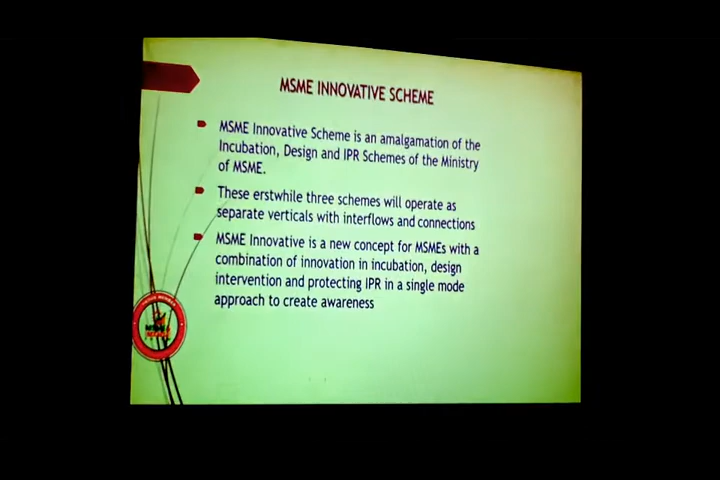 MSME INNOVATIVE SCHEME
MSME Innovative Scheme is an amalgamation of the
Incubation, Design and IPR Schemes of the Ministry
of MSME.
These erstwhile three schemes will operate as
separate verticals with interflows and connections
MSME Innovative is a new concept for MSMEs with a
combination of innovation in incubation, design
intervention and protecting IPR in a single mode
approach to create awareness